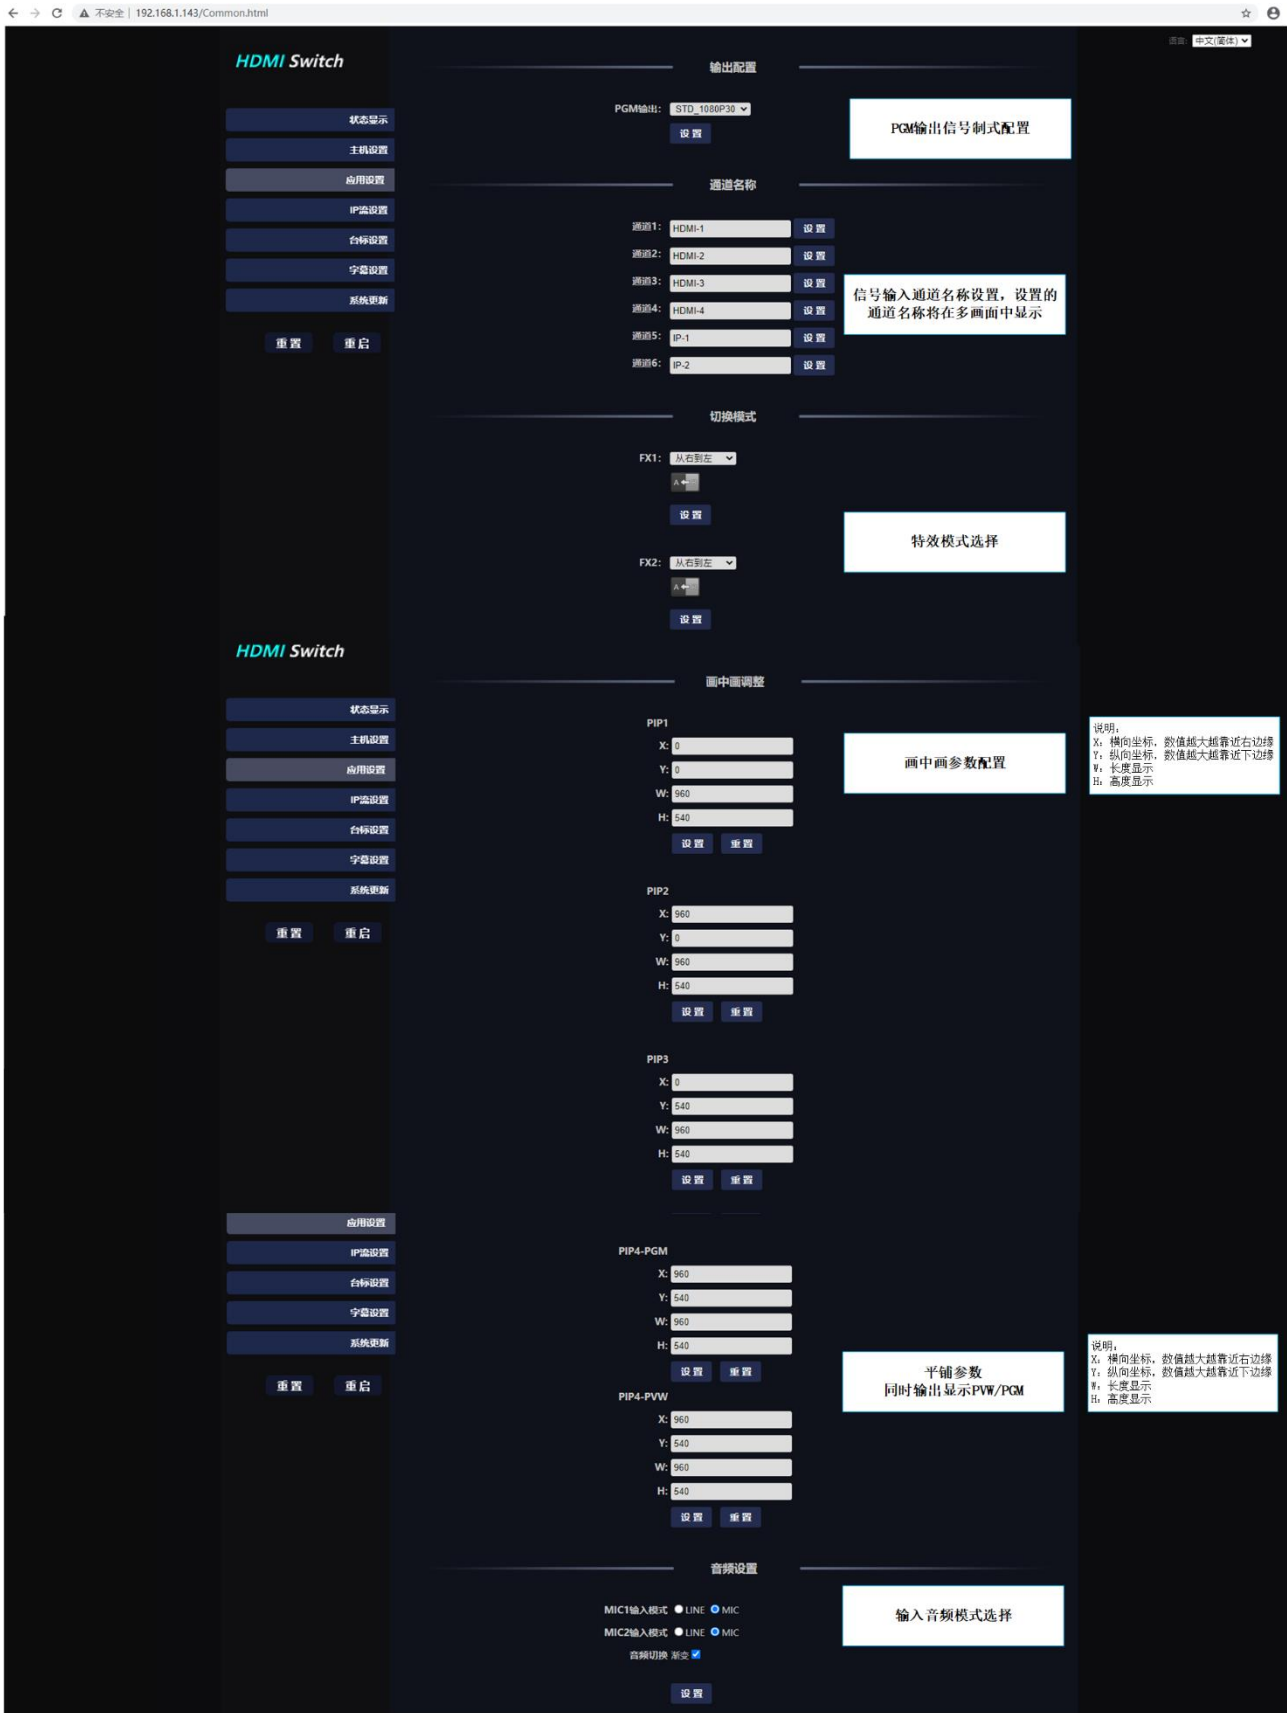 不安全 | 192.168.1.143/Common.html
语言: 中文(简体)
HDMI Switch
状态显示
主机设置
应用设置
IP流设置
台标设置
字幕设置
系统更新
重置 重启
输出配置
PGM输出: STD_1080P30
设置
PGM输出信号制式配置
通道名称
通道1: HDMI-1 设置
通道2: HDMI-2 设置
通道3: HDMI-3 设置
通道4: HDMI-4 设置
通道5: IP-1 设置
通道6: IP-2 设置
信号输入通道名称设置，设置的
通道名称将在多画面中显示
切换模式
FX1: 从右到左
A
设置
FX2: 从右到左
A
设置
特效模式选择
HDMI Switch
状态显示
主机设置
应用设置
IP流设置
台标设置
字幕设置
系统更新
重置 重启
画中画调整
PIP1
X: 0
Y: 0
W: 960
H: 540
设置 重置
画中画参数配置
说明：
X：横向坐标，数值越大越靠近右边缘
Y：纵向坐标，数值越大越靠近下边缘
W：长度显示
H：高度显示
PIP2
X: 960
Y: 0
W: 960
H: 540
设置 重置
PIP3
X: 0
Y: 540
W: 960
H: 540
设置 重置
应用设置
IP流设置
台标设置
字幕设置
系统更新
重置 重启
PIP4-PGM
X: 960
Y: 540
W: 960
H: 540
设置 重置
PIP4-PVW
X: 960
Y: 540
W: 960
H: 540
设置 重置
平铺参数
同时输出显示PVW/PGM
说明：
X：横向坐标，数值越大越靠近右边缘
Y：纵向坐标，数值越大越靠近下边缘
W：长度显示
H：高度显示
音频设置
MIC1输入模式 LINE MIC
MIC2输入模式 LINE MIC
音频切换 渐变
设置
输入音频模式选择